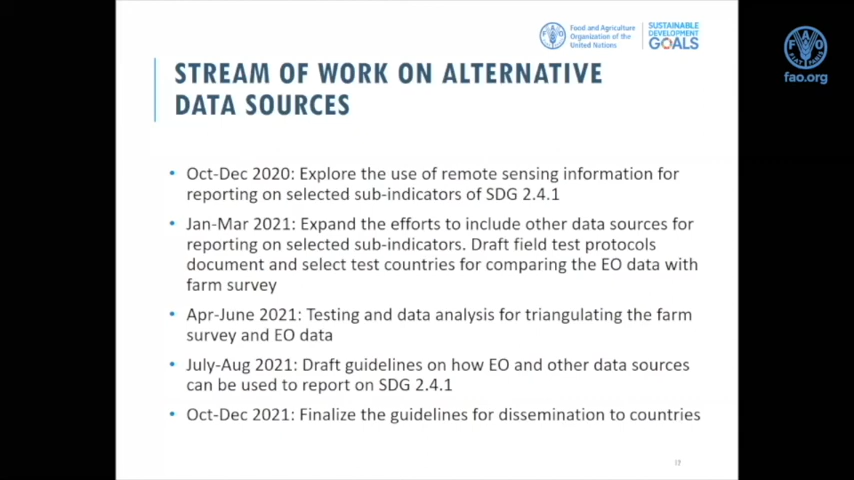 Food and Agriculture
Organization of the
United Nations
SUSTAINABLE
DEVELOPMENT
GOALS
fao.org
STREAM OF WORK ON ALTERNATIVE
DATA SOURCES
• Oct-Dec 2020: Explore the use of remote sensing information for
reporting on selected sub-indicators of SDG 2.4.1
• Jan-Mar 2021: Expand the efforts to include other data sources for
reporting on selected sub-indicators. Draft field test protocols
document and select test countries for comparing the EO data with
farm survey
• Apr-June 2021: Testing and data analysis for triangulating the farm
survey and EO data
• July-Aug 2021: Draft guidelines on how EO and other data sources
can be used to report on SDG 2.4.1
• Oct-Dec 2021: Finalize the guidelines for dissemination to countries